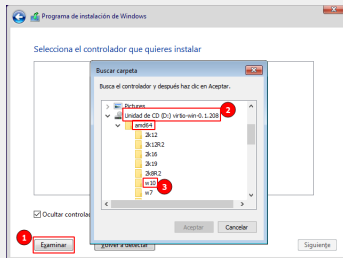 Programa de instalación de Windows
Selecciona el controlador que quieres instalar
Buscar carpeta
Busca el controlador y después haz clic en Aceptar.
Pictures
Unidad de CD (D:) virtio-win-0.1.208
2
amd64
2k12
2k12R2
2k16
2k19
2k8R2
w10
3
w7
Ocultar controla
Aceptar
Cancelar
1
Examinar
Volver a detectar
Siguiente